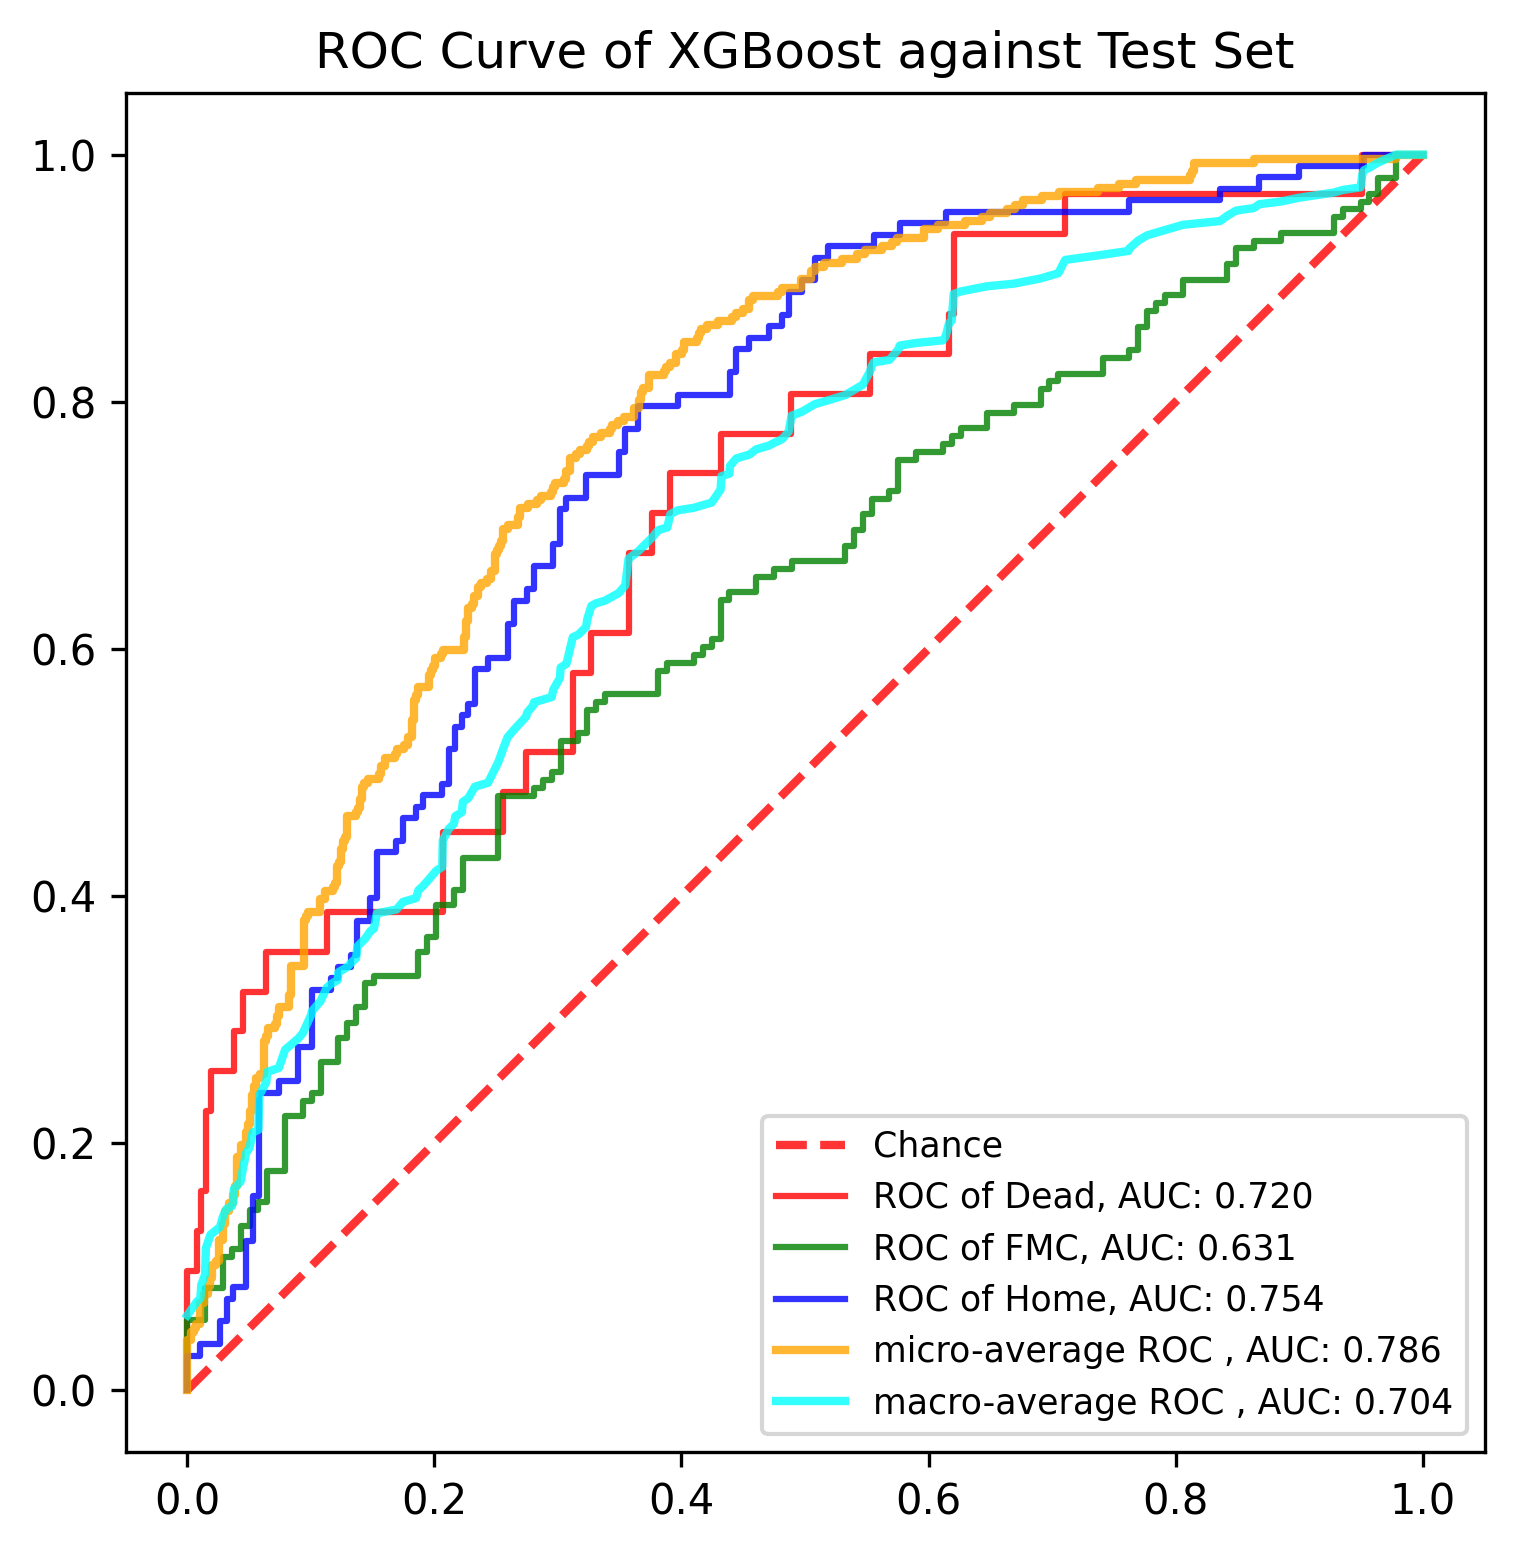 ROC Curve of XGBoost against Test Set
1.0
0.8
0.6
0.4
0.2
0.0
Chance
ROC of Dead, AUC: 0.720
ROC of FMC, AUC: 0.631
ROC of Home, AUC: 0.754
micro-average ROC , AUC: 0.786
macro-average ROC , AUC: 0.704
0.0 0.2 0.4 0.6 0.8 1.0